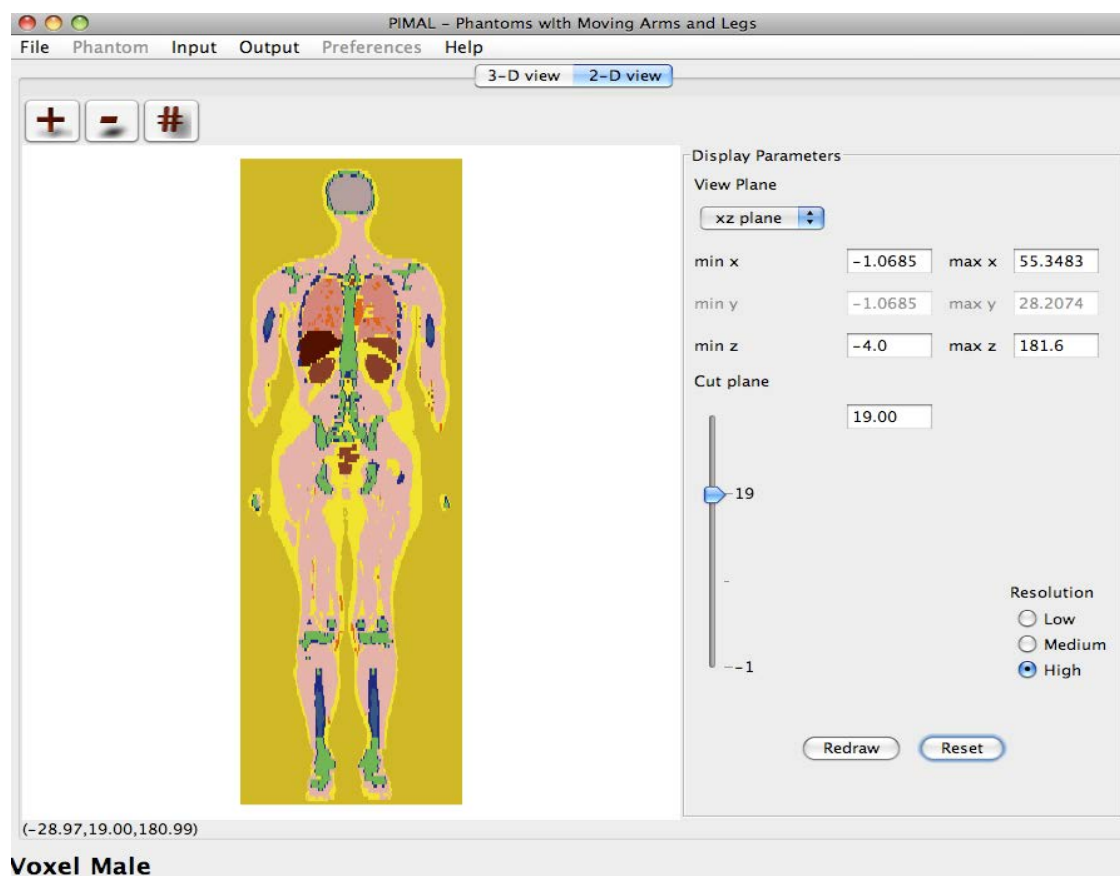 PIMAL – Phantoms with Moving Arms and Legs
File Phantom Input Output Preferences Help
3-D view 2-D view
+ - #
Display Parameters
View Plane
xz plane
min x -1.0685 max x 55.3483
min y -1.0685 max y 28.2074
min z -4.0 max z 181.6
Cut plane
19.00
-19
Resolution
Low
Medium
High
--1
Redraw Reset
(-28.97,19.00,180.99)
Voxel Male